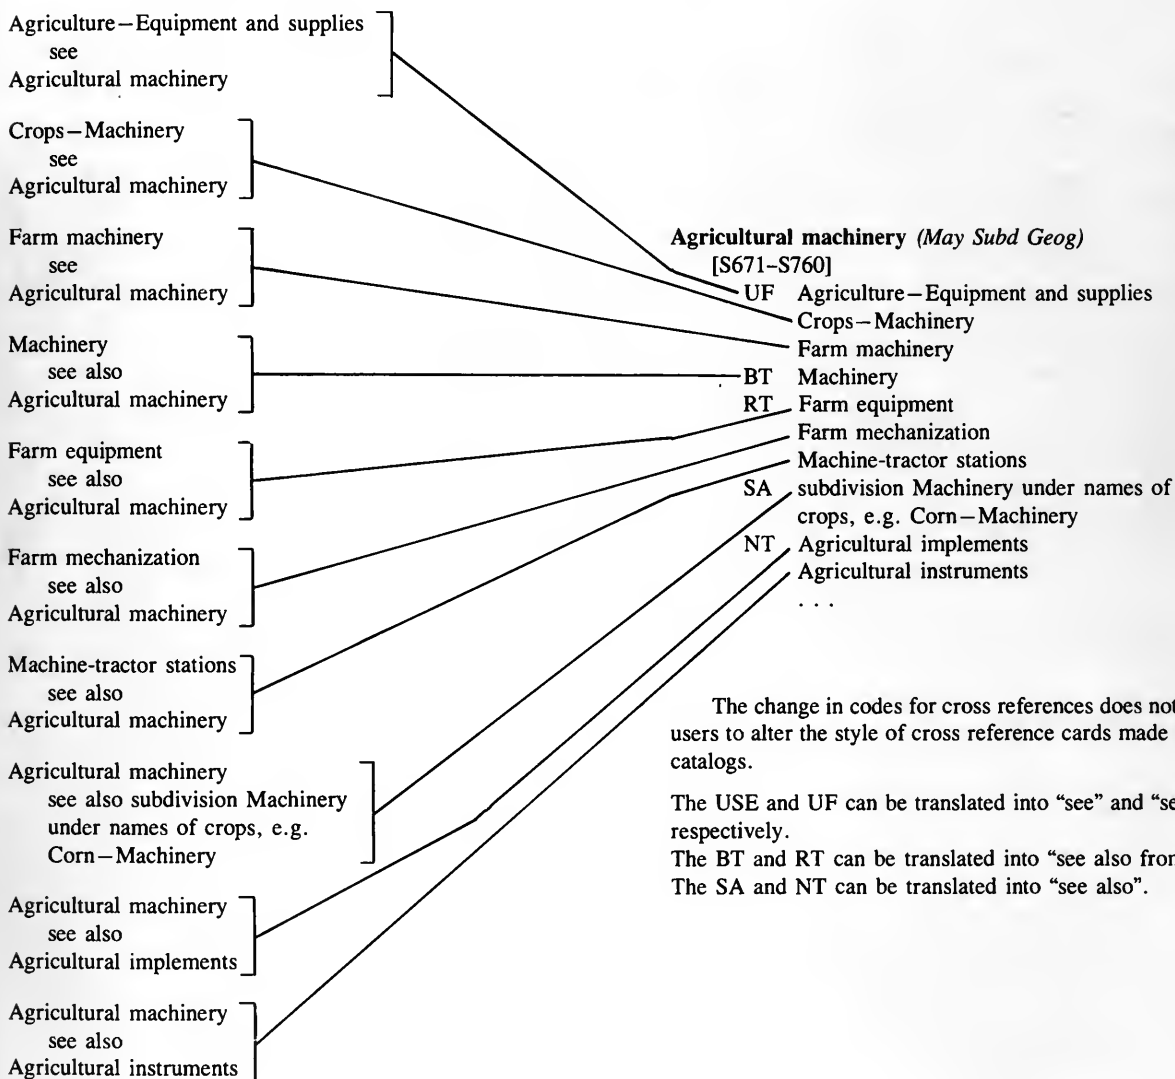 Agriculture—Equipment and supplies
see
Agricultural machinery
Crops—Machinery
see
Agricultural machinery
Farm machinery
see
Agricultural machinery
Machinery
see also
Agricultural machinery
Farm equipment
see also
Agricultural machinery
Farm mechanization
see also
Agricultural machinery
Machine-tractor stations
see also
Agricultural machinery
Agricultural machinery
see also subdivision Machinery
under names of crops, e.g.
Corn—Machinery
Agricultural machinery
see also
Agricultural implements
Agricultural machinery
see also
Agricultural instruments
Agricultural machinery (May Subd Geog)
[S671–S760]
UF Agriculture—Equipment and supplies
Crops—Machinery
Farm machinery
BT Machinery
RT Farm equipment
Farm mechanization
Machine-tractor stations
SA subdivision Machinery under names of
crops, e.g. Corn—Machinery
NT Agricultural implements
Agricultural instruments
. . .
The change in codes for cross references does not
users to alter the style of cross reference cards made
catalogs.
The USE and UF can be translated into “see” and “se
respectively.
The BT and RT can be translated into “see also from
The SA and NT can be translated into “see also”.